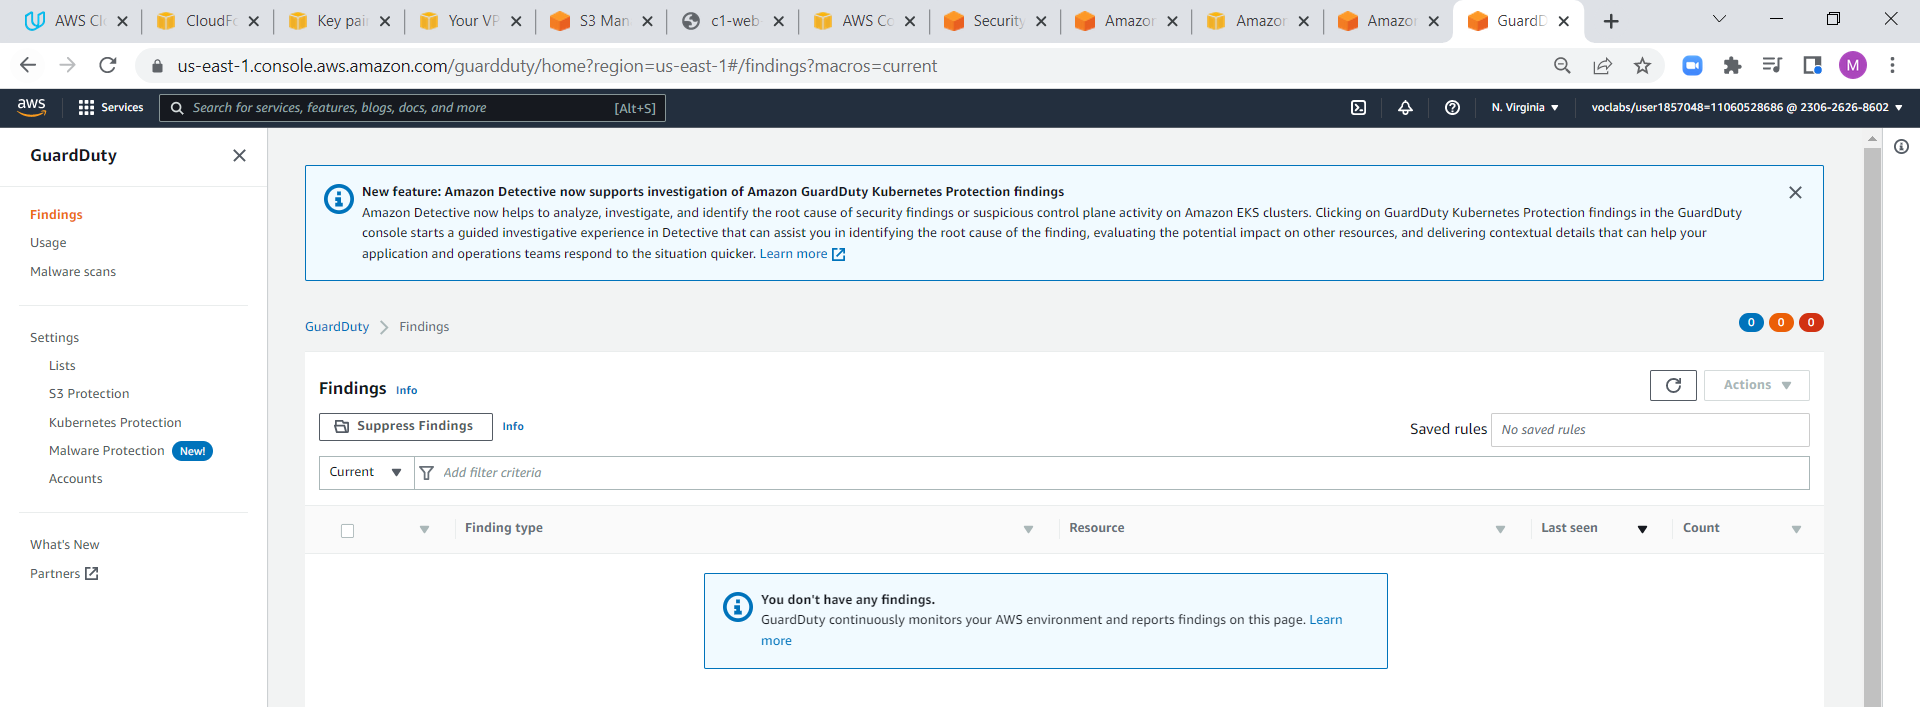 AWS Cl
CloudFo
Key pai
Your VP
S3 Man
c1-web-
AWS Co
Security
Amazon
Amazon
Amazon
GuardD
us-east-1.console.aws.amazon.com/guardduty/home?region=us-east-1#/findings?macros=current
M
aws
Services
Search for services, features, blogs, docs, and more
[Alt+S]
N. Virginia
voclabs/user1857048=11060528686 @ 2306-2626-8602
GuardDuty
Findings
Usage
Malware scans
Settings
Lists
S3 Protection
Kubernetes Protection
Malware Protection New!
Accounts
What's New
Partners
New feature: Amazon Detective now supports investigation of Amazon GuardDuty Kubernetes Protection findings
Amazon Detective now helps to analyze, investigate, and identify the root cause of security findings or suspicious control plane activity on Amazon EKS clusters. Clicking on GuardDuty Kubernetes Protection findings in the GuardDuty
console starts a guided investigative experience in Detective that can assist you in identifying the root cause of the finding, evaluating the potential impact on other resources, and delivering contextual details that can help your
application and operations teams respond to the situation quicker. Learn more
GuardDuty Findings
0 0 0
Findings Info
Actions
Suppress Findings Info
Saved rules No saved rules
Current Add filter criteria
Finding type Resource Last seen Count
You don't have any findings.
GuardDuty continuously monitors your AWS environment and reports findings on this page. Learn
more